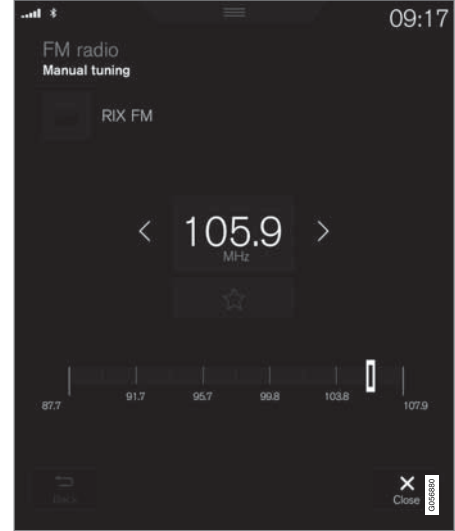 09:17
FM radio
Manual tuning
RIX FM
105.9
MHz
87.7 91.7 95.7 99.8 103.8 107.9
Back
Close
G056880